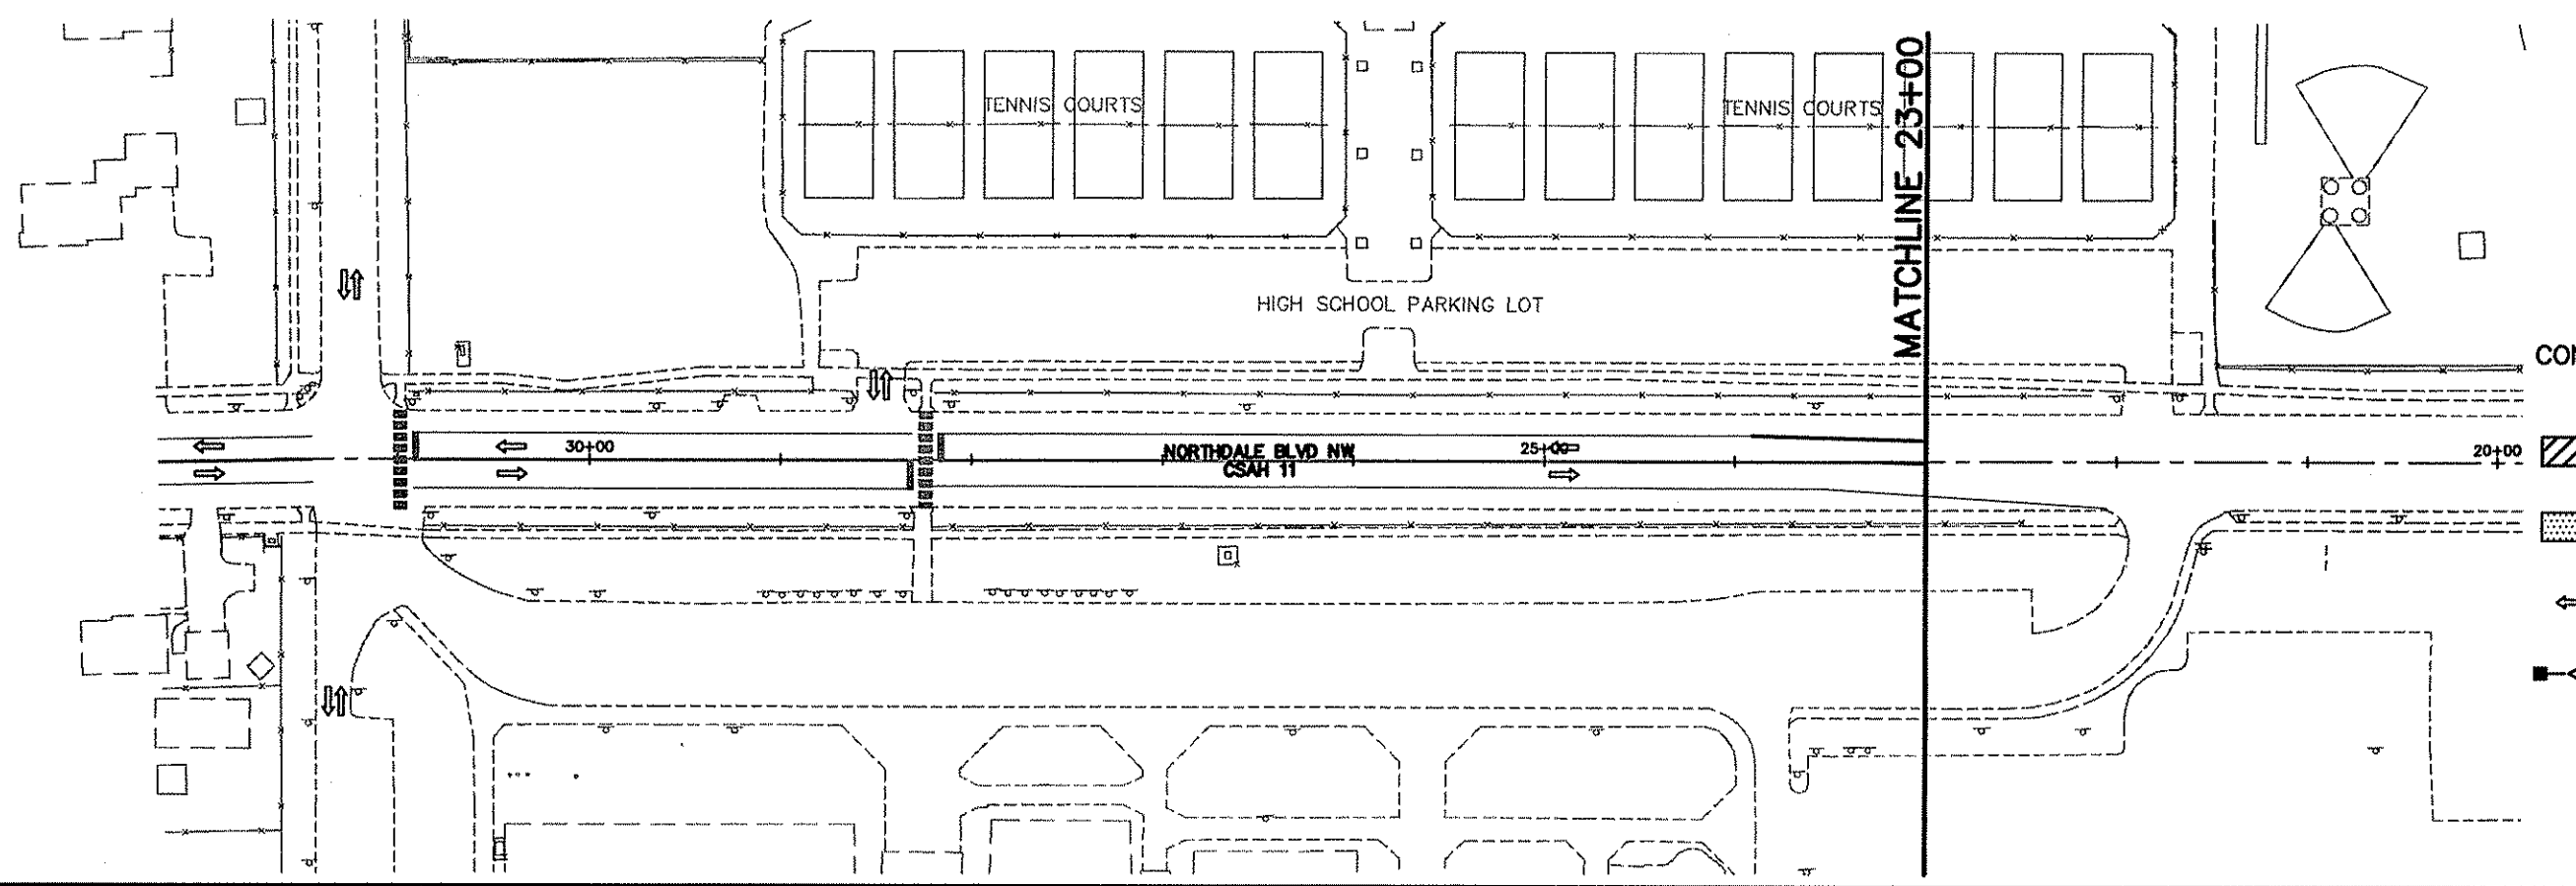 TENNIS COURTS
TENNIS COURTS
MATCHLINE 23+00
HIGH SCHOOL PARKING LOT
CON
30+00
NORTHDALE BLVD NW
CSAH 11
25+00
20+00